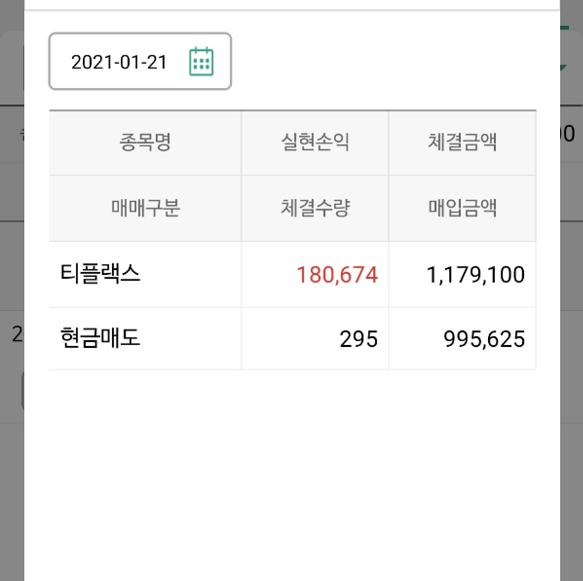 2021-01-21
종목명 실현손익 체결금액
매매구분 체결수량 매입금액
티플랙스 180,674 1,179,100
현금매도 295 995,625